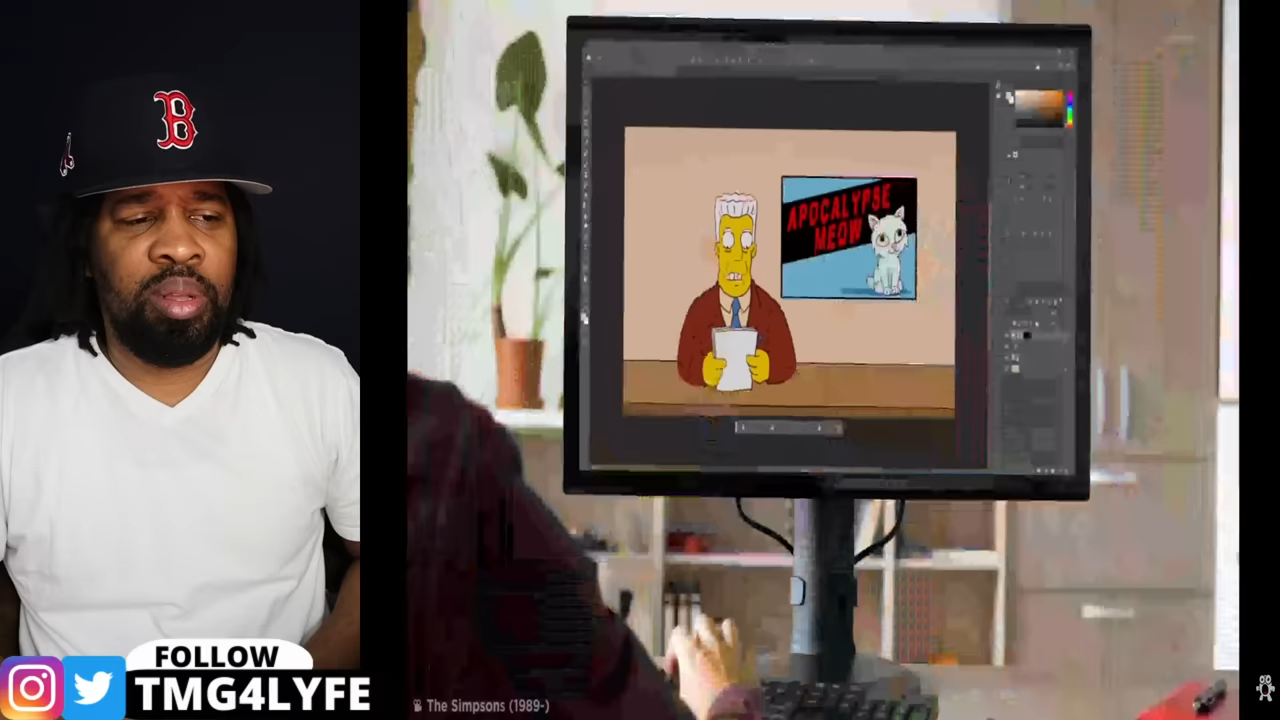 B
APOCALYPSE
MEOW
FOLLOW
TMG4LYFE
The Simpsons (1989-)